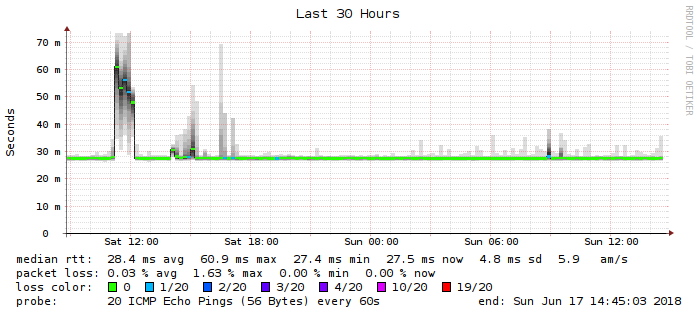 Last 30 Hours
RRDTOOL / TOBI OETIKER
Seconds
70 m
60 m
50 m
40 m
30 m
20 m
10 m
0
Sat 12:00 Sat 18:00 Sun 00:00 Sun 06:00 Sun 12:00
median rtt: 28.4 ms avg 60.9 ms max 27.4 ms min 27.5 ms now 4.8 ms sd 5.9 am/s
packet loss: 0.03 % avg 1.63 % max 0.00 % min 0.00 % now
loss color: 0 1/20 2/20 3/20 4/20 10/20 19/20
probe: 20 ICMP Echo Pings (56 Bytes) every 60s end: Sun Jun 17 14:45:03 2018